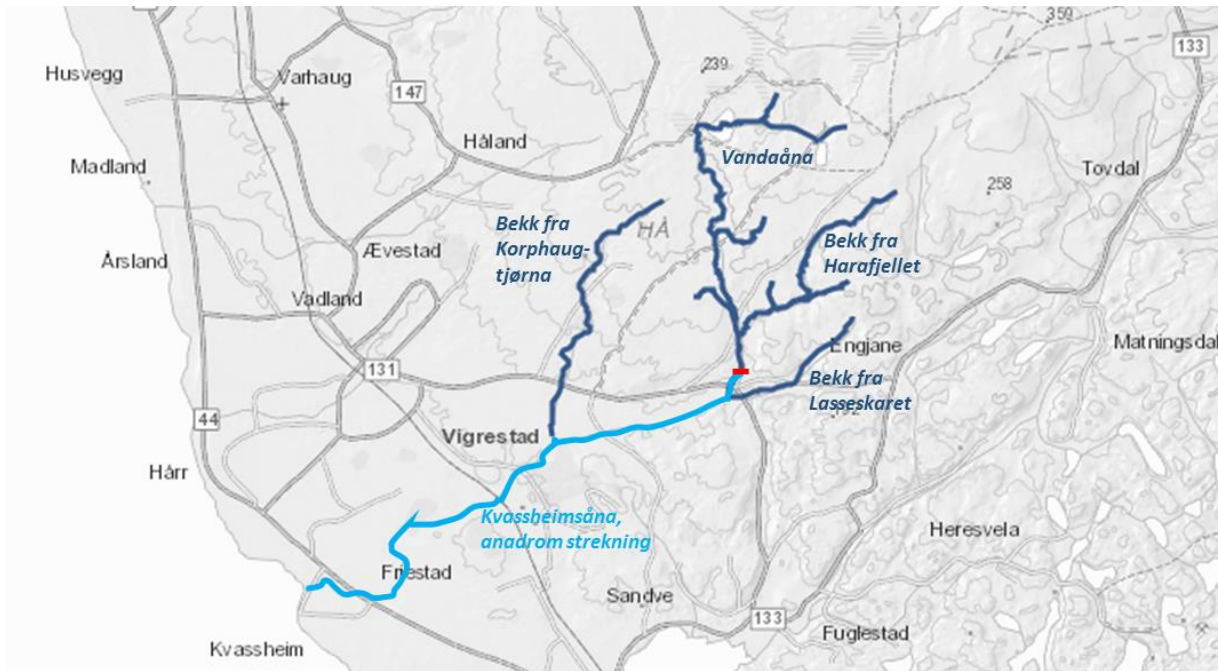 359
133
Husvegg
239
Varhaug
147
Håland
Vandaåna
Madland
Tovdal
258
Bekk fra
Korphaug-
tjørna
HÅ
Bekk fra
Harafjellet
Ævestad
Årsland
Vadland
Engjane
Matningsdal
131
Bekk fra
Lasseskaret
44
Vigrestad
Hårr
Kvassheimsåna,
anadrom strekning
Heresvela
Friestad
Sandve
133
Fuglestad
Kvassheim